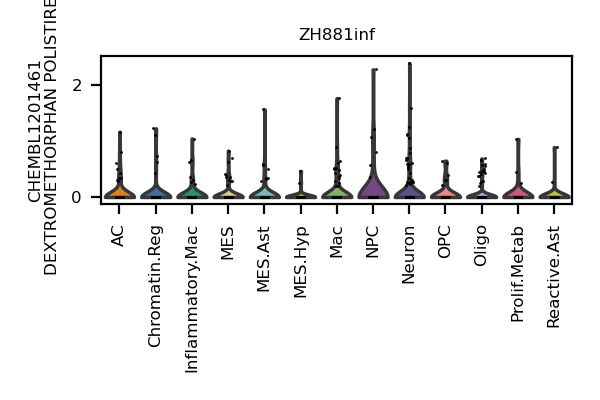 ZH881inf
CHEMBL1201461
DEXTROMETHORPHAN POLISTIRE
2
0
AC
Chromatin.Reg
Inflammatory.Mac
MES
MES.Ast
MES.Hyp
Mac
NPC
Neuron
OPC
Oligo
Prolif.Metab
Reactive.Ast